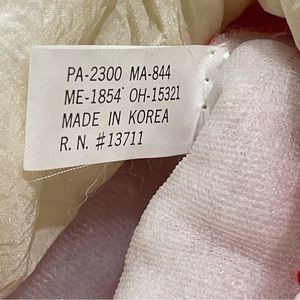 PA-2300 MA-844
ME-1854 OH-15321
MADE IN KOREA
R. N. #13711